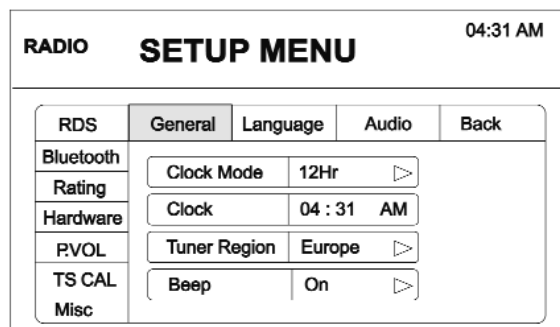 RADIO SETUP MENU 04:31 AM
RDS General Language Audio Back
Bluetooth
Rating
Hardware
P.VOL
TS CAL
Misc
Clock Mode 12Hr
Clock 04 : 31 AM
Tuner Region Europe
Beep On